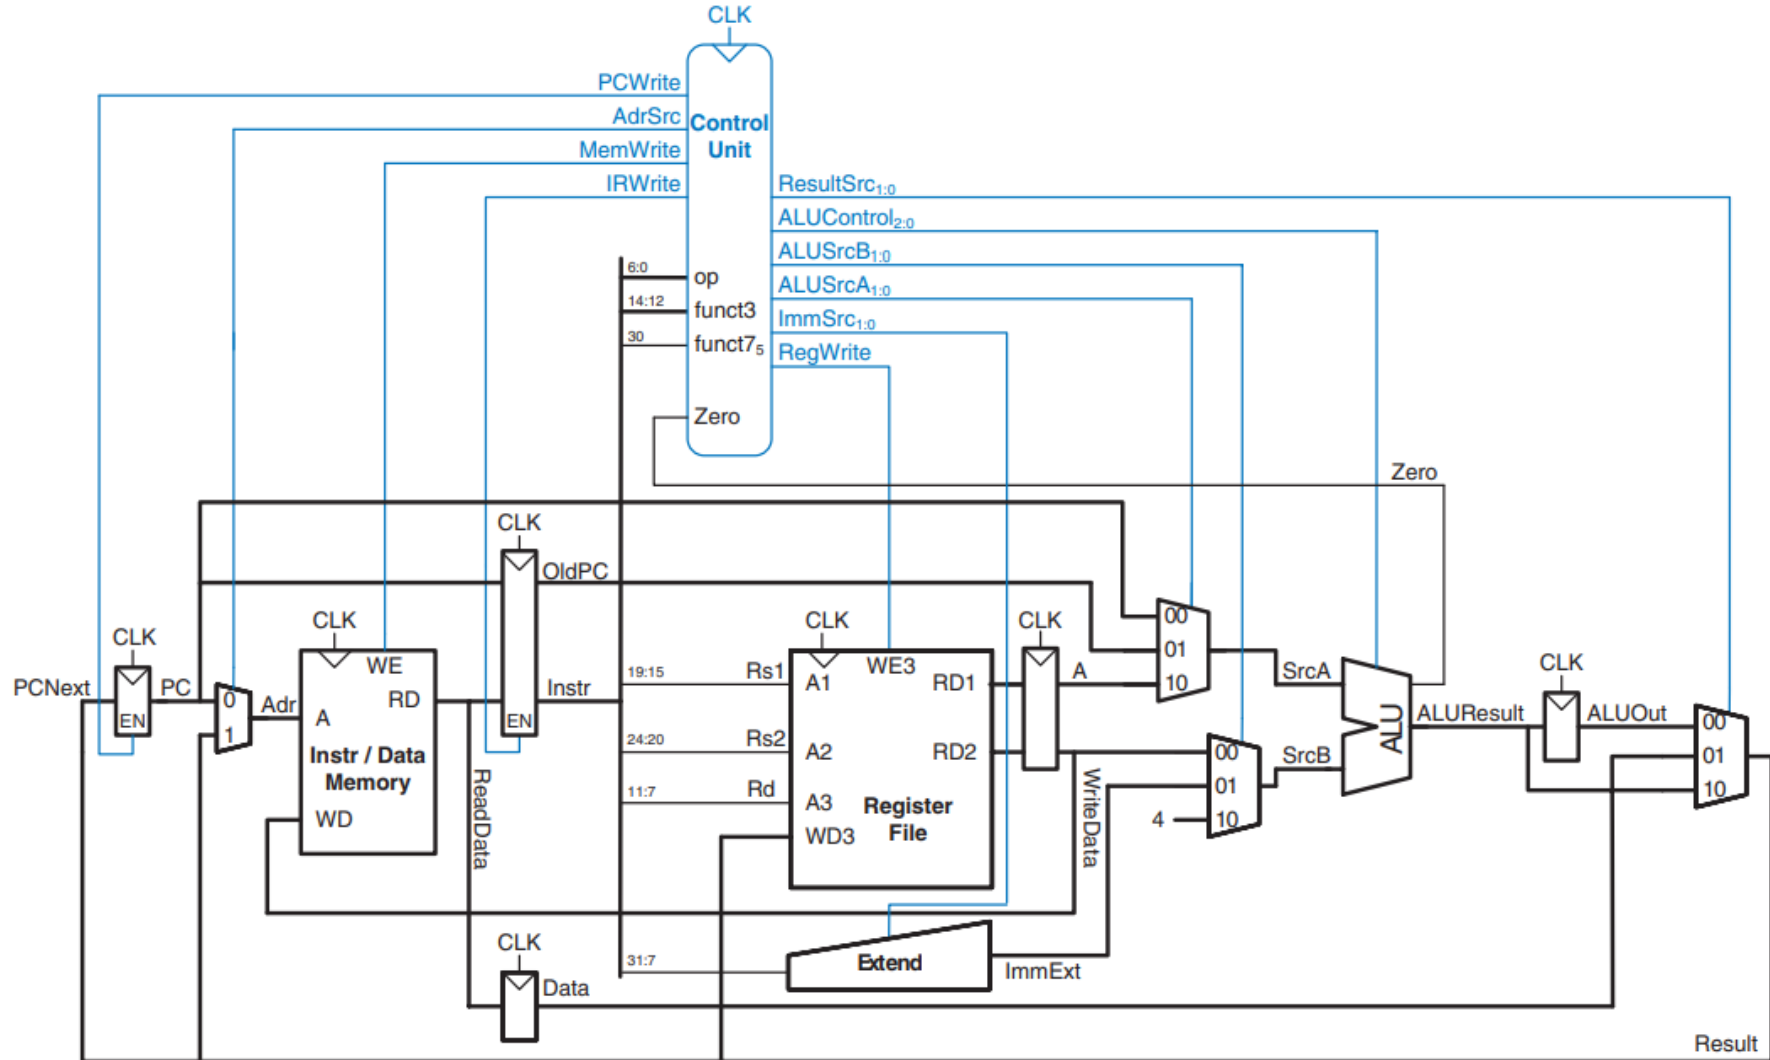 CLK
PCWrite
AdrSrc
MemWrite
IRWrite
Control
Unit
ResultSrc1:0
ALUControl2:0
ALUSrcB1:0
ALUSrcA1:0
ImmSrc1:0
RegWrite
6:0
op
14:12
funct3
30
funct75
Zero
Zero
CLK
OldPC
CLK
CLK
CLK
CLK
CLK
PCNext
EN
PC
0
1
Adr
WE
RD
A
Instr / Data
Memory
WD
EN
Instr
ReadData
19:15
Rs1
24:20
Rs2
11:7
Rd
A1
WE3
RD1
A2
RD2
A3
WD3
Register
File
A
WriteData
00
01
10
SrcA
00
01
4
10
SrcB
ALU
ALUResult
ALUOut
00
01
10
CLK
Data
31:7
Extend
ImmExt
Result